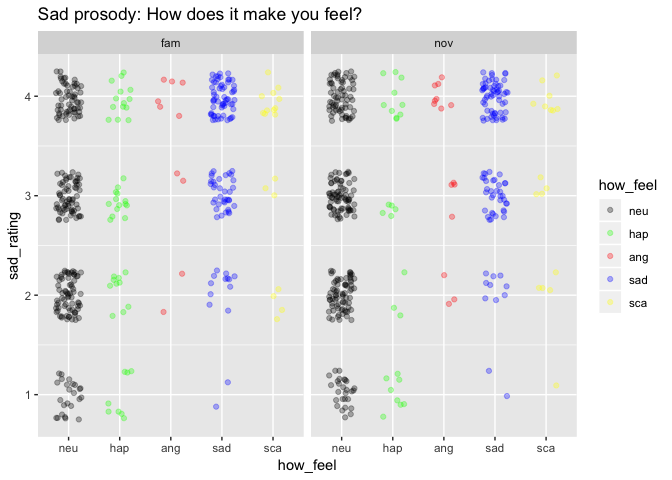 Sad prosody: How does it make you feel?
fam
nov
sad_rating
4
3
2
1
neu hap ang sad sca
neu hap ang sad sca
how_feel
how_feel
neu
hap
ang
sad
sca